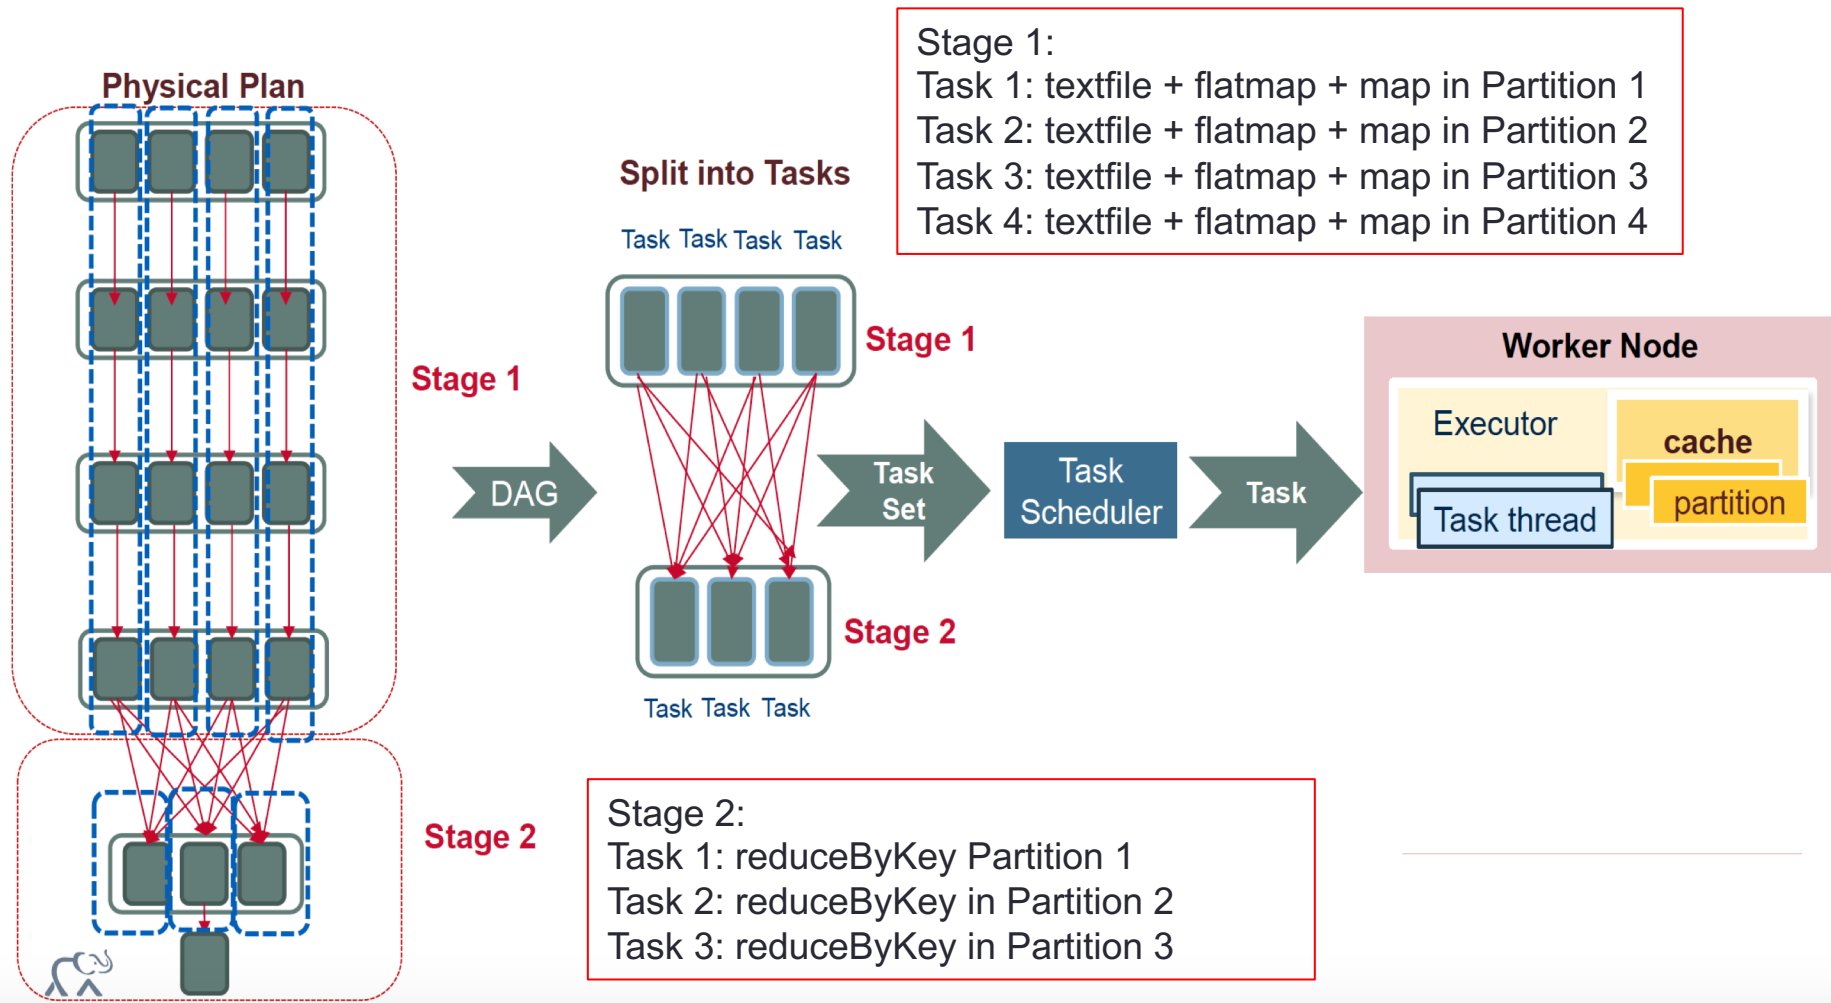 Physical Plan
Stage 1
Stage 2
DAG
Split into Tasks
Task Task Task Task
Stage 1
Stage 2
Task Task Task
Task
Set
Task
Scheduler
Task
Worker Node
Executor
cache
partition
Task thread
Stage 1:
Task 1: textfile + flatmap + map in Partition 1
Task 2: textfile + flatmap + map in Partition 2
Task 3: textfile + flatmap + map in Partition 3
Task 4: textfile + flatmap + map in Partition 4
Stage 2:
Task 1: reduceByKey Partition 1
Task 2: reduceByKey in Partition 2
Task 3: reduceByKey in Partition 3